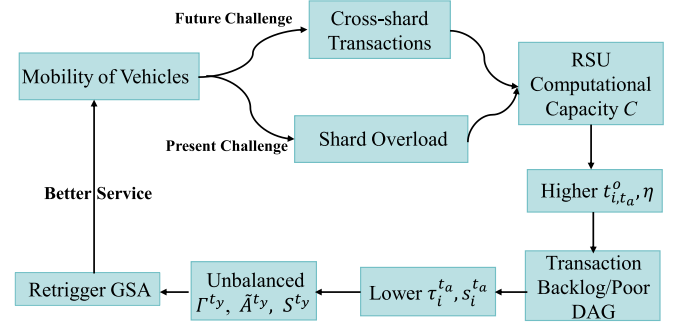 Future Challenge
Cross-shard
Transactions
Mobility of Vehicles
RSU
Computational
Capacity C
Present Challenge
Shard Overload
Better Service
Higher t^o_{i,t_a}, η
Retrigger GSA
Unbalanced
Γ^{t_y}, Ã^{t_y}, S^{t_y}
Lower τ_i^{t_a}, s_i^{t_a}
Transaction
Backlog/Poor
DAG